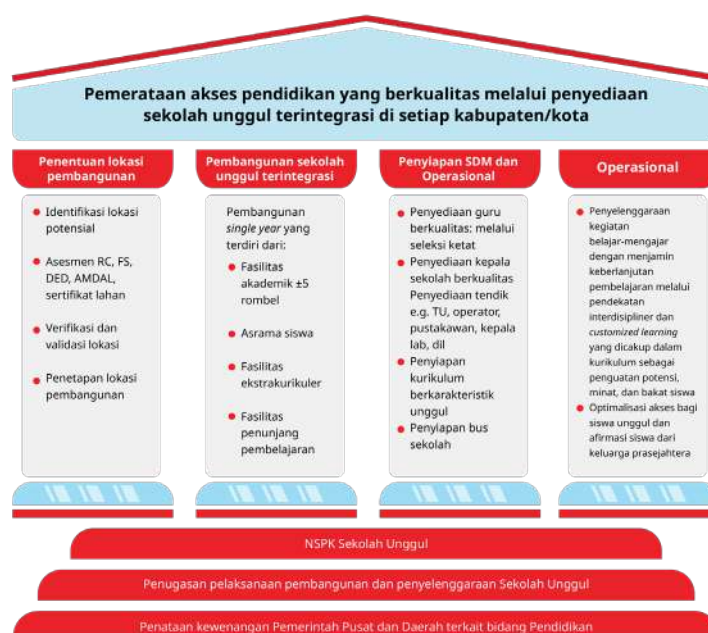 Pemerataan akses pendidikan yang berkualitas melalui penyediaan
sekolah unggul terintegrasi di setiap kabupaten/kota
Penentuan lokasi
pembangunan
Identifikasi lokasi
potensial
Asesmen RC, FS,
DED, AMDAL,
sertifikat lahan
Verifikasi dan
validasi lokasi
Penetapan lokasi
pembangunan
Pembangunan sekolah
unggul terintegrasi
Pembangunan
single year yang
terdiri dari:
Fasilitas
akademik ±5
rombel
Asrama siswa
Fasilitas
ekstrakurikuler
Fasilitas
penunjang
pembelajaran
Penyiapan SDM dan
Operasional
Penyediaan guru
berkualitas: melalui
seleksi ketat
Penyediaan kepala
sekolah berkualitas
Penyediaan tendik
e.g. TU, operator,
pustakawan, kepala
lab, dll
Penyiapan
kurikulum
berkarakteristik
unggul
Penyiapan bus
sekolah
Operasional
Penyelenggaraan
kegiatan
belajar-mengajar
dengan menjamin
keberlanjutan
pembelajaran melalui
pendekatan
interdisipliner dan
customized learning
yang dicakup dalam
kurikulum sebagai
penguatan potensi,
minat, dan bakat siswa
Optimalisasi akses bagi
siswa unggul dan
afirmasi siswa dari
keluarga prasejahtera
NSPK Sekolah Unggul
Penugasan pelaksanaan pembangunan dan penyelenggaraan Sekolah Unggul
Penataan kewenangan Pemerintah Pusat dan Daerah terkait bidang Pendidikan